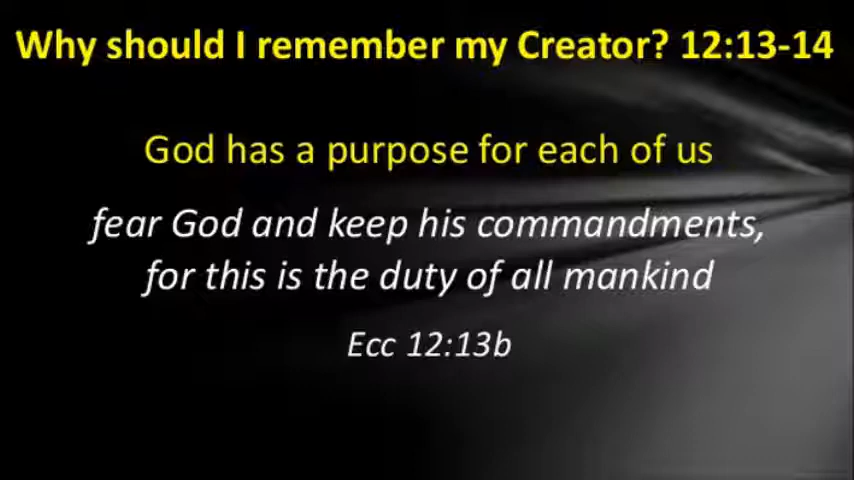 Why should I remember my Creator? 12:13-14
God has a purpose for each of us
fear God and keep his commandments,
for this is the duty of all mankind
Ecc 12:13b